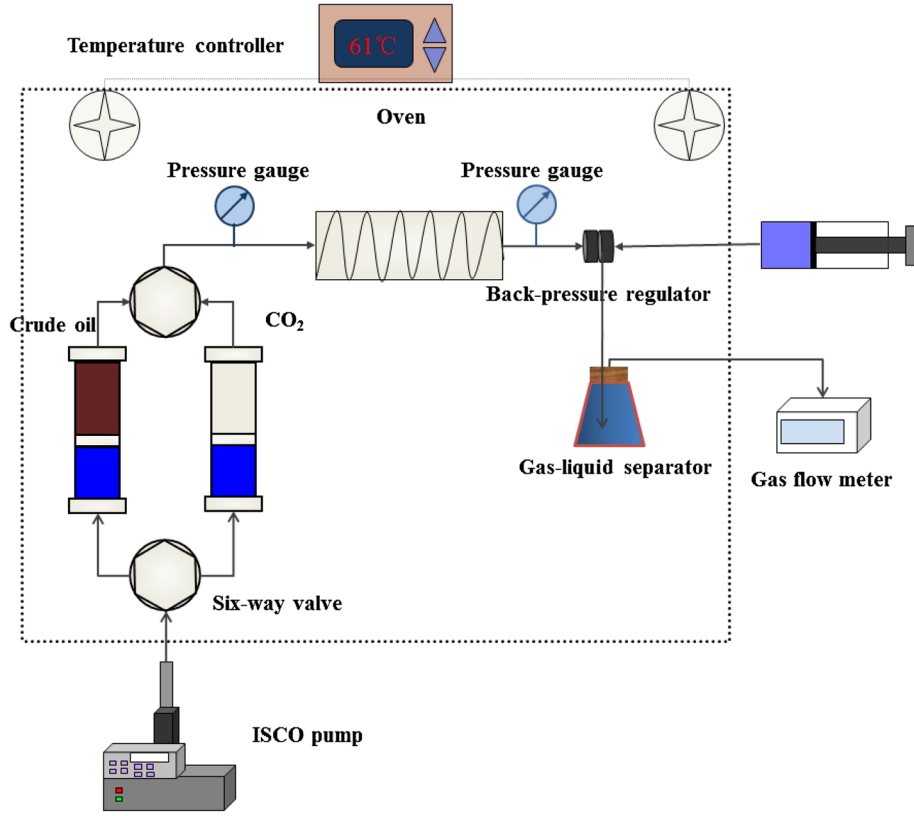 Temperature controller
61℃
Oven
Pressure gauge
Pressure gauge
Back-pressure regulator
Crude oil
CO₂
Gas-liquid separator
Gas flow meter
Six-way valve
ISCO pump